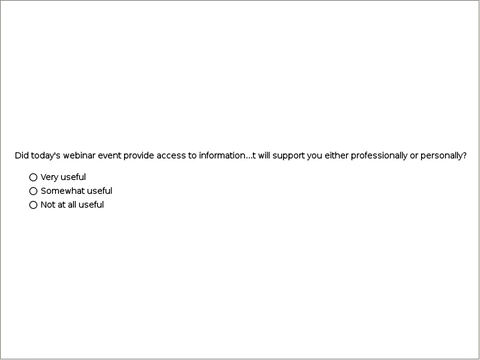 Did today's webinar event provide access to information...t will support you either professionally or personally?
Very useful
Somewhat useful
Not at all useful